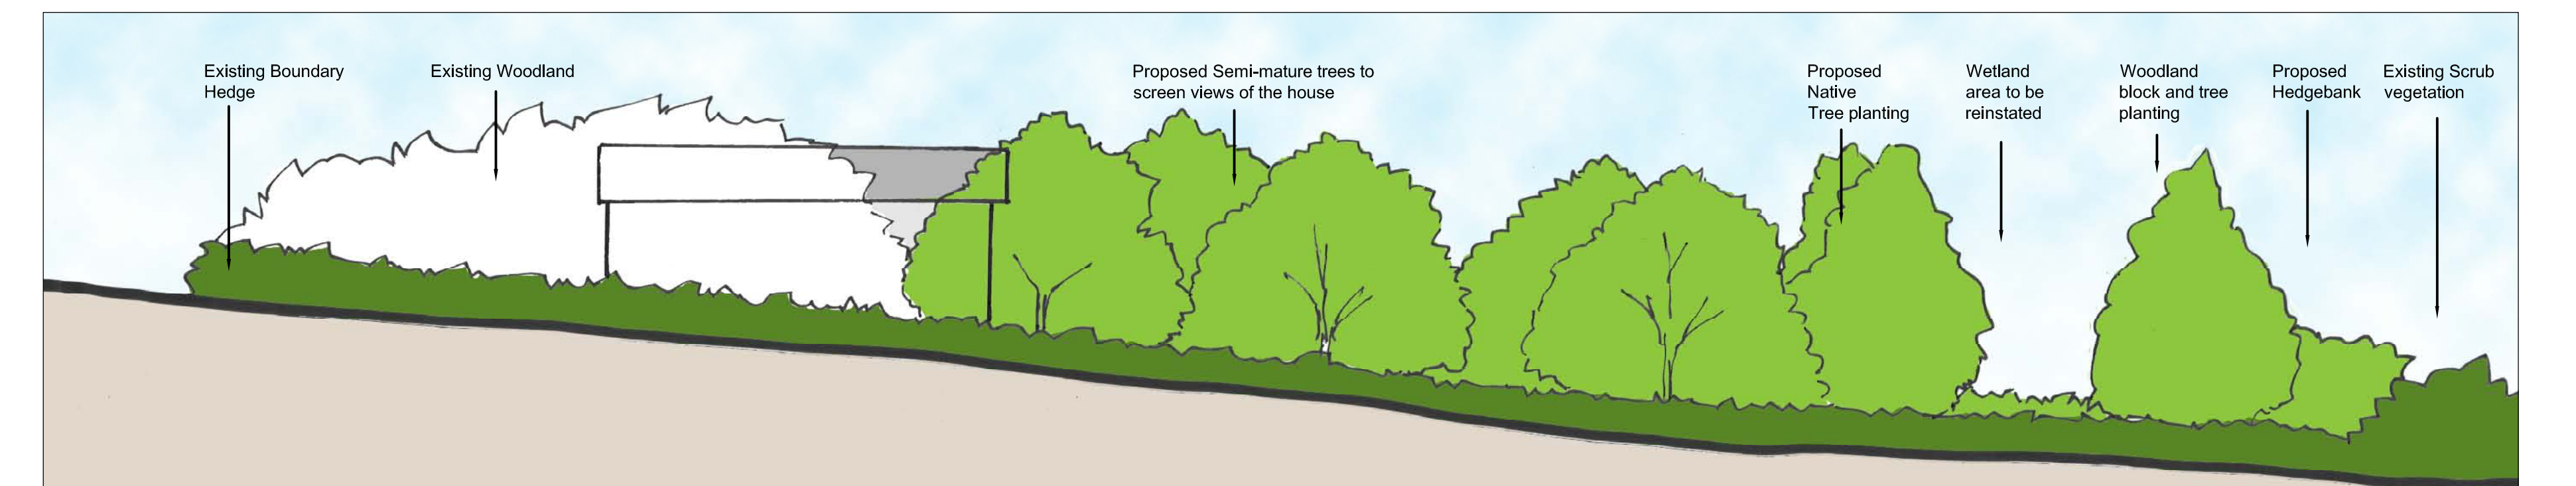 Existing Boundary
Hedge
Existing Woodland
Proposed Semi-mature trees to
screen views of the house
Proposed
Native
Tree planting
Wetland
area to be
reinstated
Woodland
block and tree
planting
Proposed
Hedgebank
Existing Scrub
vegetation